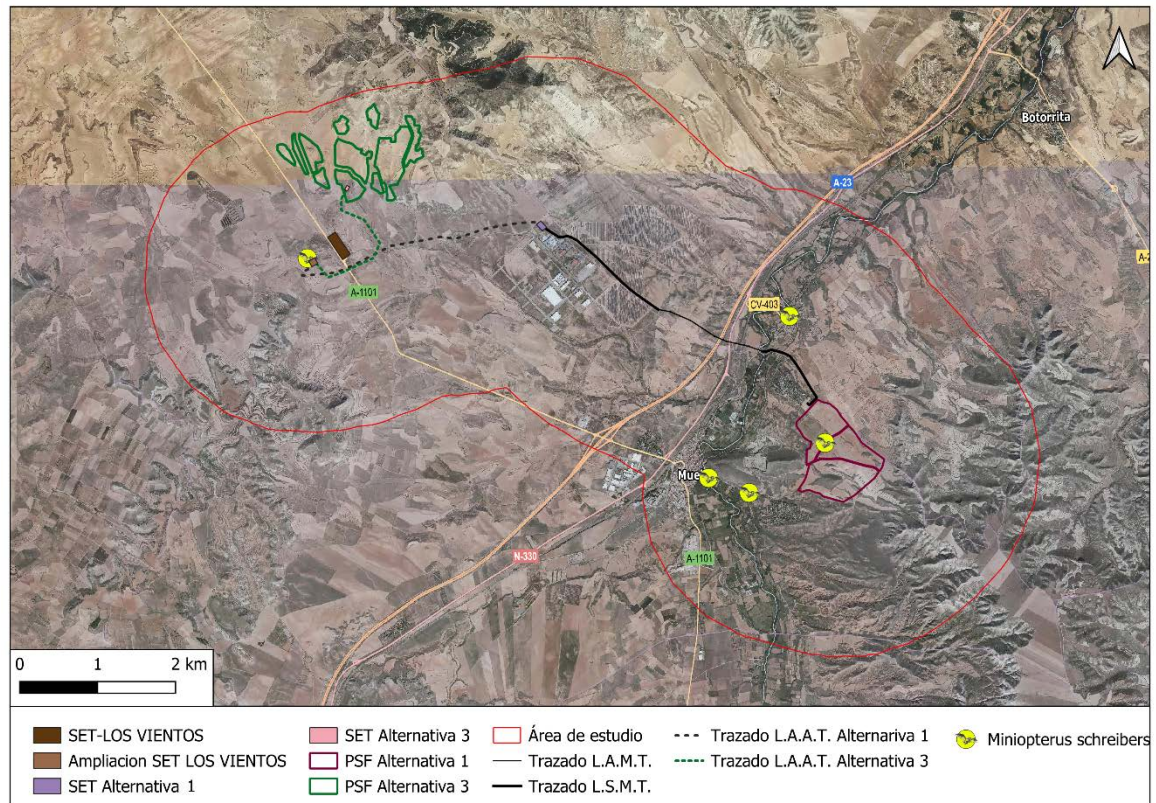 Botorrita
A-23
A-2
CV-403
A-1101
Mue
N-330
A-1101
0 1 2 km
SET-LOS VIENTOS
Ampliacion SET LOS VIENTOS
SET Alternativa 1
SET Alternativa 3
PSF Alternativa 1
PSF Alternativa 3
Área de estudio
Trazado L.A.M.T.
Trazado L.S.M.T.
Trazado L.A.A.T. Alternariva 1
Trazado L.A.A.T. Alternativa 3
Miniopterus schreibers